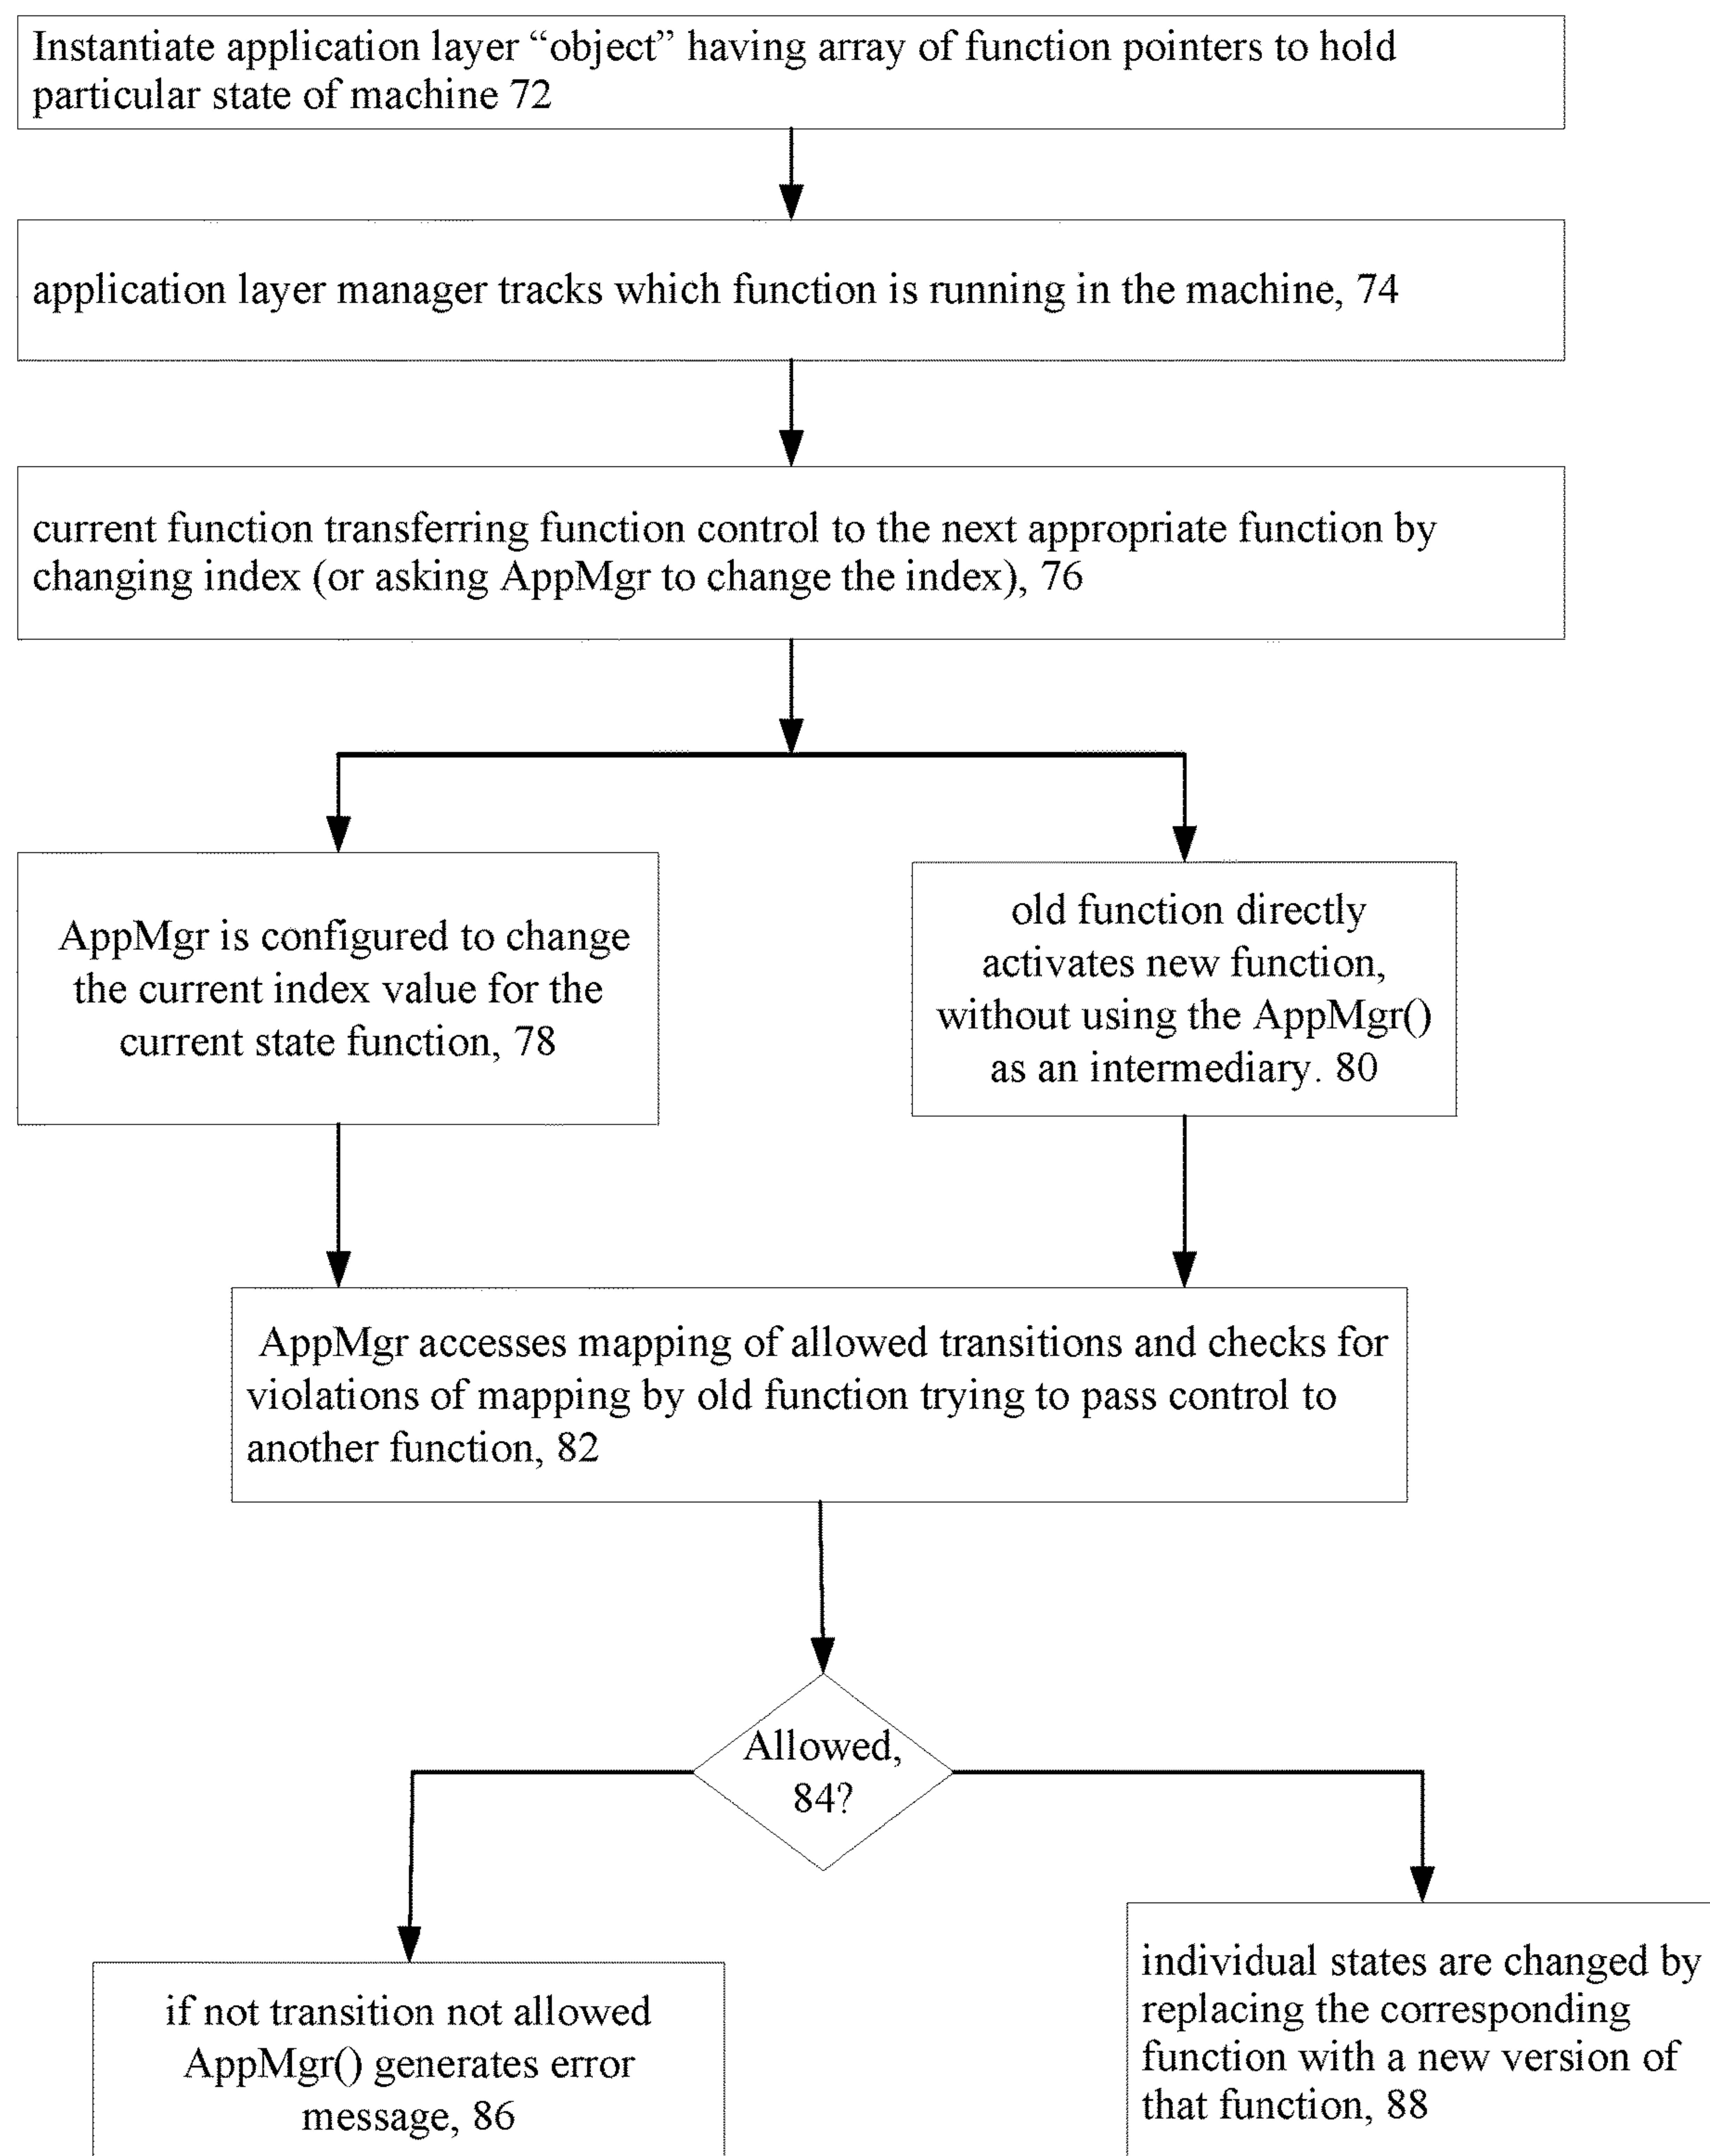 Instantiate application layer “object” having array of function pointers to hold
particular state of machine 72
application layer manager tracks which function is running in the machine, 74
current function transferring function control to the next appropriate function by
changing index (or asking AppMgr to change the index), 76
AppMgr is configured to change
the current index value for the
current state function, 78
old function directly
activates new function,
without using the AppMgr()
as an intermediary. 80
AppMgr accesses mapping of allowed transitions and checks for
violations of mapping by old function trying to pass control to
another function, 82
Allowed,
84?
if not transition not allowed
AppMgr() generates error
message, 86
individual states are changed by
replacing the corresponding
function with a new version of
that function, 88